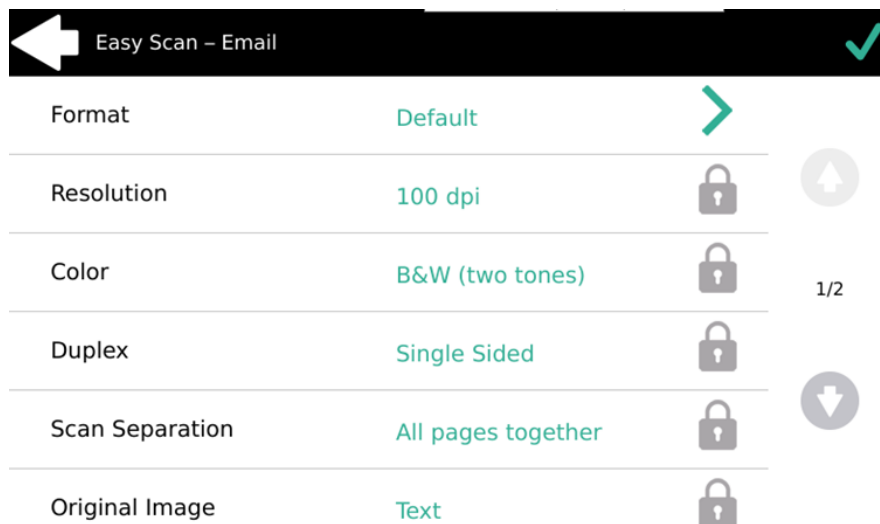 Easy Scan – Email
Format Default
Resolution 100 dpi
Color B&W (two tones)
1/2
Duplex Single Sided
Scan Separation All pages together
Original Image Text